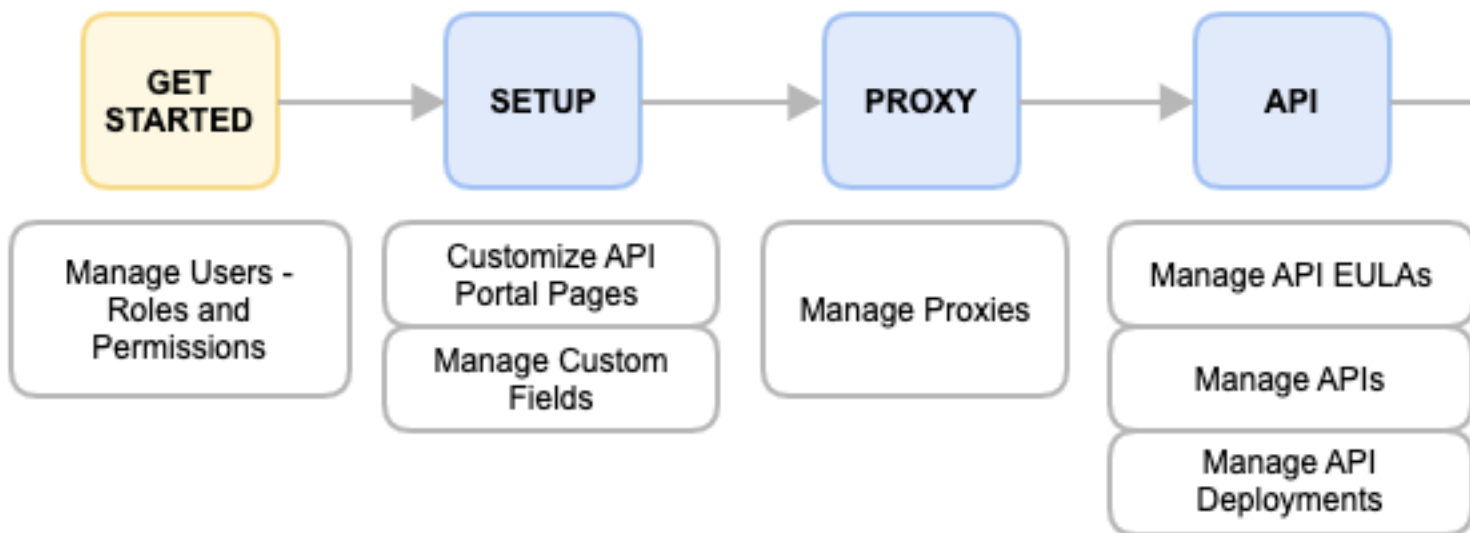 GET
STARTED
SETUP
PROXY
API
Manage Users -
Roles and
Permissions
Customize API
Portal Pages
Manage Custom
Fields
Manage Proxies
Manage API EULAs
Manage APIs
Manage API
Deployments